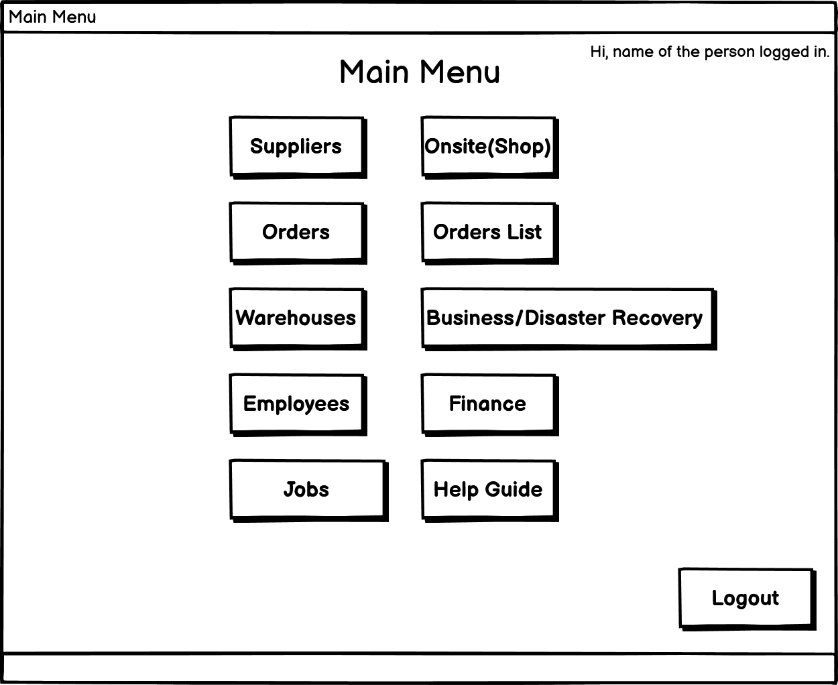 Main Menu
Hi, name of the person logged in.
Main Menu
Suppliers
Onsite(Shop)
Orders
Orders List
Warehouses
Business/Disaster Recovery
Employees
Finance
Jobs
Help Guide
Logout